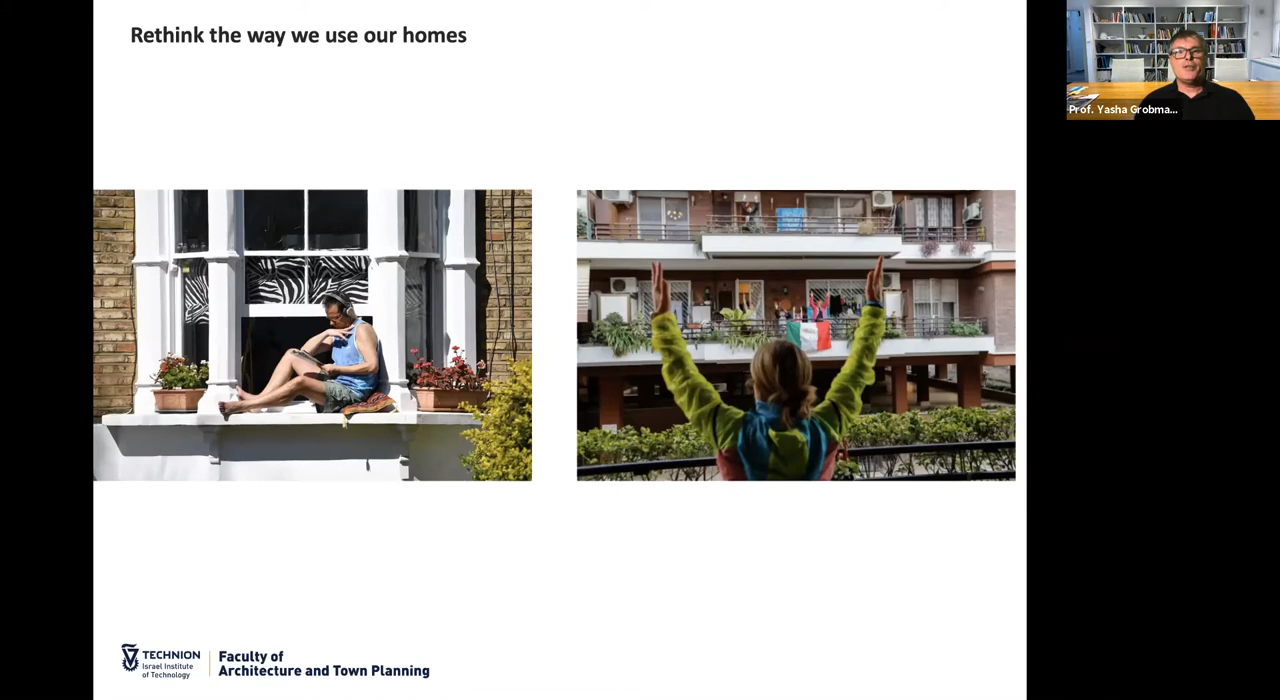 Rethink the way we use our homes
Prof. Yasha Grobma...
TECHNION
Israel Institute
of Technology
Faculty of
Architecture and Town Planning